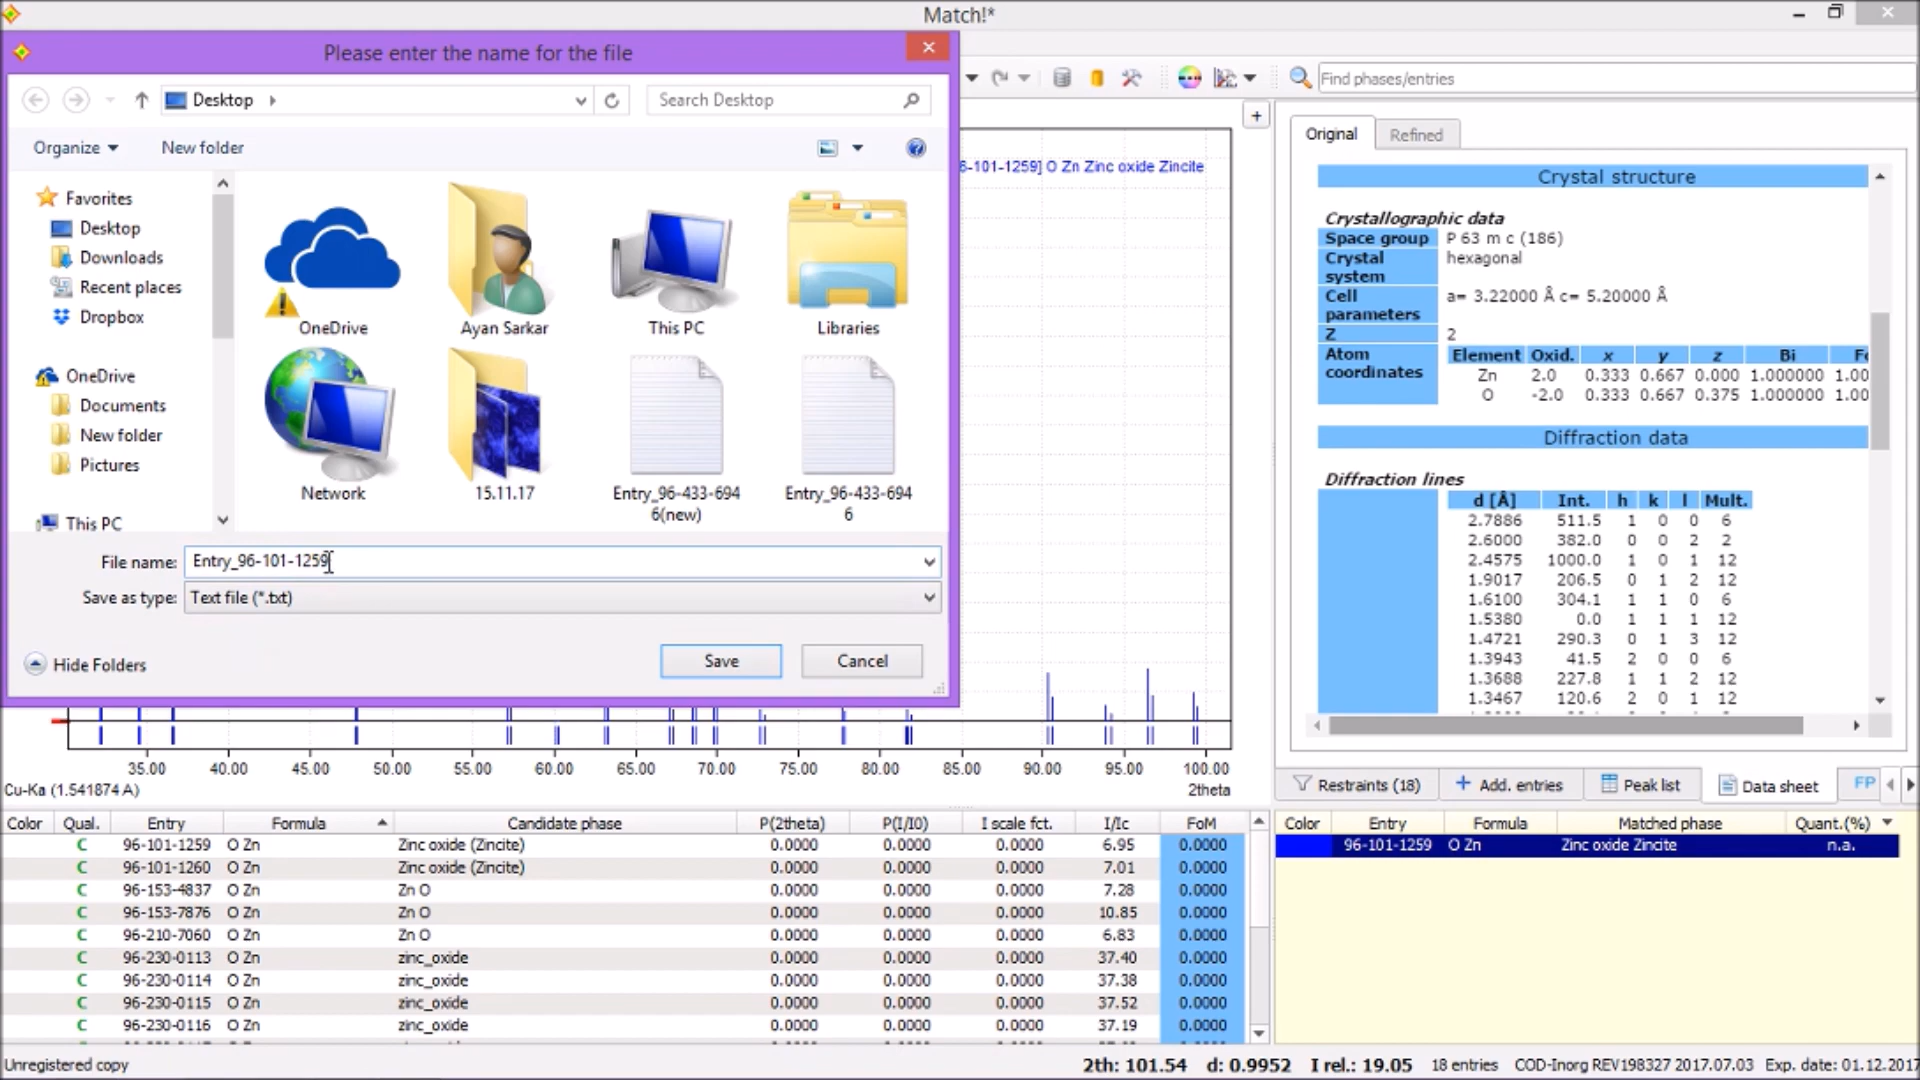 Match!*
Please enter the name for the file
Desktop
Search Desktop
Find phases/entries
Organize
New folder
Favorites
Desktop
Downloads
Recent places
Dropbox
OneDrive
Documents
New folder
Pictures
This PC
OneDrive
Ayan Sarkar
This PC
Libraries
Network
15.11.17
Entry_96-433-694
6(new)
Entry_96-433-694
6
File name: Entry_96-101-1259
Save as type: Text file (*.txt)
Hide Folders
Save
Cancel
6-101-1259] O Zn Zinc oxide Zincite
35.00 40.00 45.00 50.00 55.00 60.00 65.00 70.00 75.00 80.00 85.00 90.00 95.00 100.00
Cu-Ka (1.541874 A) 2theta
Original Refined
Crystal structure
Crystallographic data
Space group P 63 m c (186)
Crystal system hexagonal
Cell parameters a= 3.22000 Å c= 5.20000 Å
Z 2
Atom coordinates
Element Oxid. x y z Bi Fo
Zn 2.0 0.333 0.667 0.000 1.000000 1.00
O -2.0 0.333 0.667 0.375 1.000000 1.00
Diffraction data
Diffraction lines
d [Å] Int. h k l Mult.
2.7886 511.5 1 0 0 6
2.6000 382.0 0 0 2 2
2.4575 1000.0 1 0 1 12
1.9017 206.5 0 1 2 12
1.6100 304.1 1 1 0 6
1.5380 0.0 1 1 1 12
1.4721 290.3 0 1 3 12
1.3943 41.5 2 0 0 6
1.3688 227.8 1 1 2 12
1.3467 120.6 2 0 1 12
Restraints (18) Add. entries Peak list Data sheet FP
Color Qual. Entry Formula Candidate phase P(2theta) P(I/I0) I scale fct. I/Ic FoM
C 96-101-1259 O Zn Zinc oxide (Zincite) 0.0000 0.0000 0.0000 6.95 0.0000
C 96-101-1260 O Zn Zinc oxide (Zincite) 0.0000 0.0000 0.0000 7.01 0.0000
C 96-153-4837 O Zn Zn O 0.0000 0.0000 0.0000 7.28 0.0000
C 96-153-7876 O Zn Zn O 0.0000 0.0000 0.0000 10.85 0.0000
C 96-210-7060 O Zn Zn O 0.0000 0.0000 0.0000 6.83 0.0000
C 96-230-0113 O Zn zinc_oxide 0.0000 0.0000 0.0000 37.40 0.0000
C 96-230-0114 O Zn zinc_oxide 0.0000 0.0000 0.0000 37.38 0.0000
C 96-230-0115 O Zn zinc_oxide 0.0000 0.0000 0.0000 37.52 0.0000
C 96-230-0116 O Zn zinc_oxide 0.0000 0.0000 0.0000 37.19 0.0000
Color Entry Formula Matched phase Quant.(%)
96-101-1259 O Zn Zinc oxide Zincite n.a.
Unregistered copy
2th: 101.54 d: 0.9952 I rel.: 19.05 18 entries COD-Inorg REV198327 2017.07.03 Exp. date: 01.12.2017